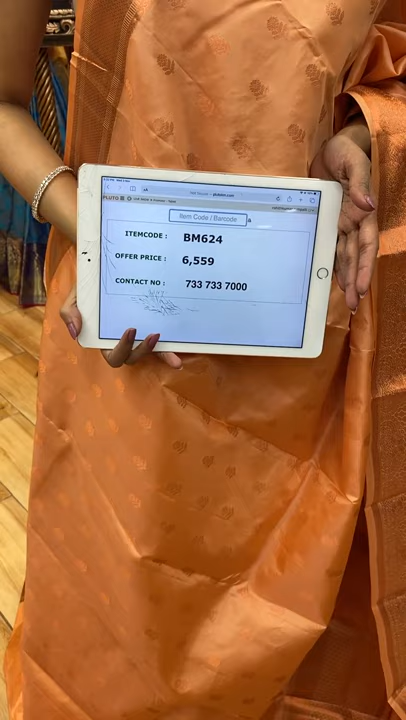 Item Code / Barcode
ITEMCODE : BM624
OFFER PRICE : 6,559
CONTACT NO : 733 733 7000